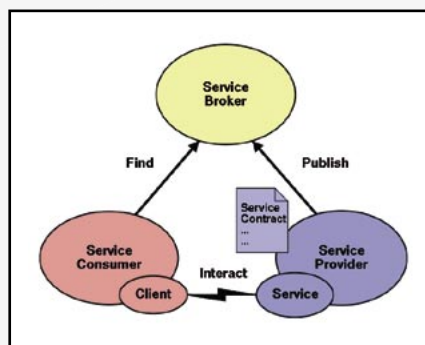 Service
Broker
Find
Publish
Service
Contract
...
...
Service
Consumer
Service
Provider
Interact
Client
Service